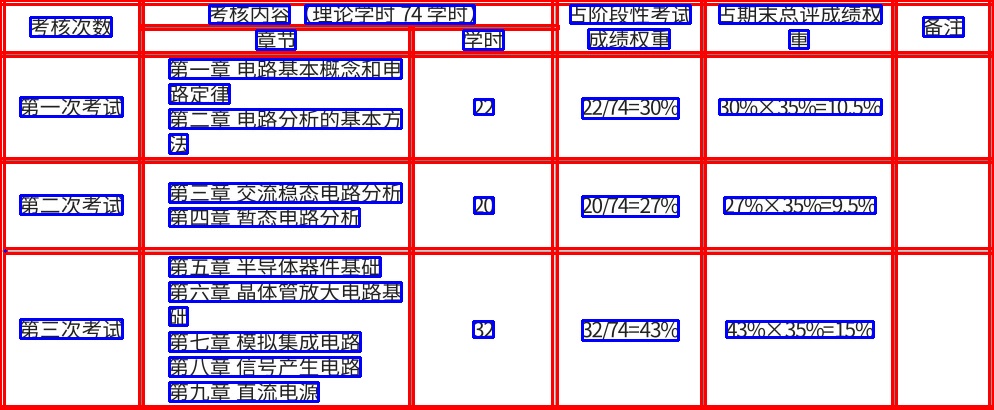 考核次数 考核内容 （理论学时 74 学时） 占阶段性考试 占期末总评成绩权 备注
章节 学时 成绩权重 重
第一章 电路基本概念和电
路定律
第一次考试 22 22/74=30% 30%×35%=10.5%
第二章 电路分析的基本方
法
第三章 交流稳态电路分析
第二次考试 20 20/74=27% 27%×35%=9.5%
第四章 暂态电路分析
第五章 半导体器件基础
第六章 晶体管放大电路基
础
第三次考试 32 32/74=43% 43%×35%=15%
第七章 模拟集成电路
第八章 信号产生电路
第九章 直流电源